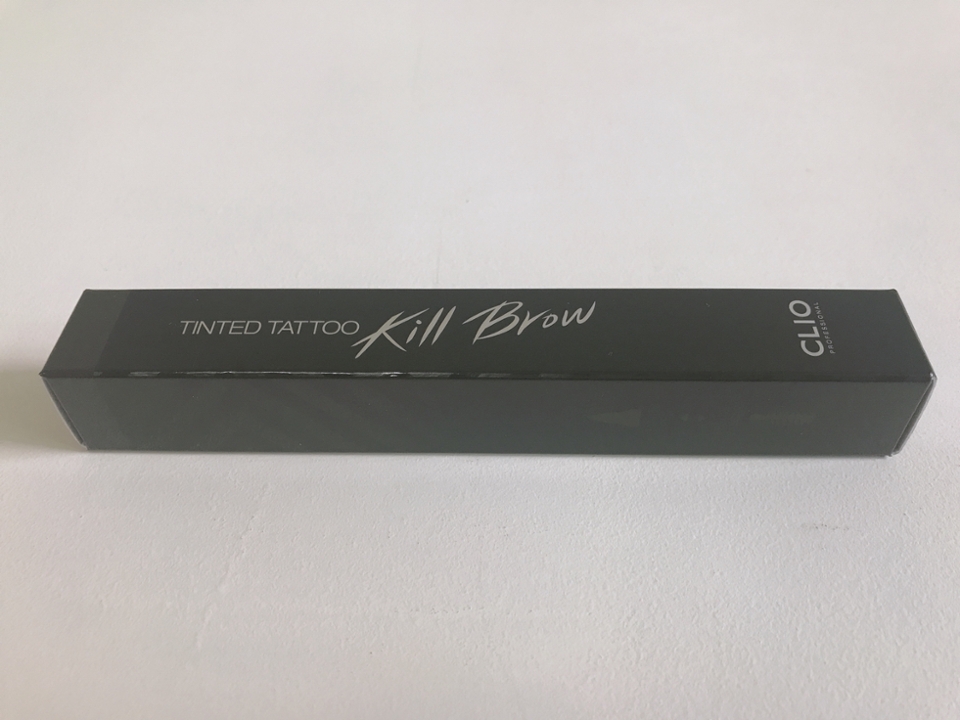 TINTED TATTOO Kill Brow
CLIO
PROFESSIONAL